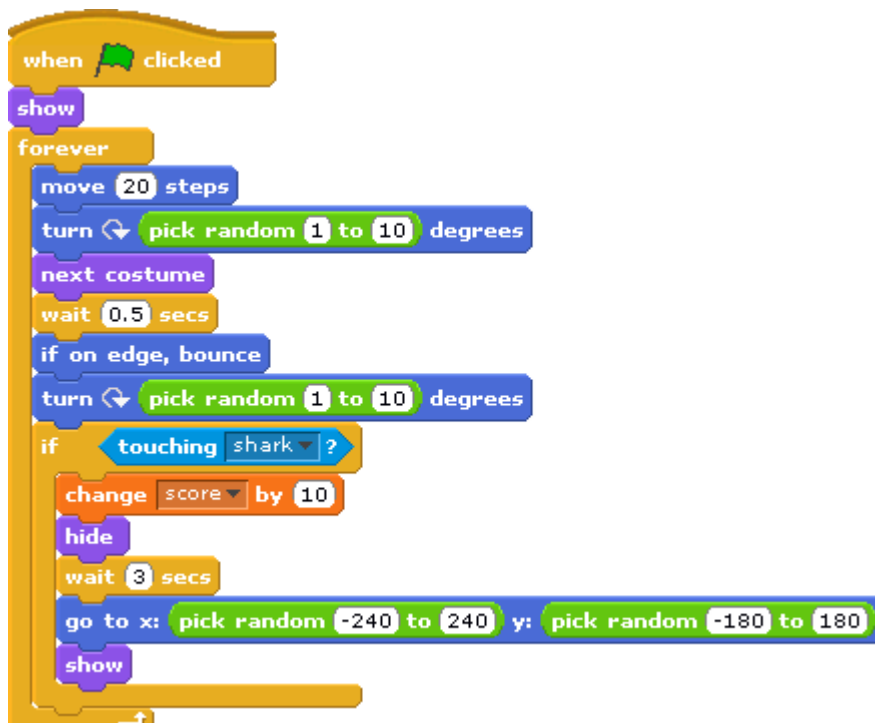 when clicked
show
forever
move 20 steps
turn pick random 1 to 10 degrees
next costume
wait 0.5 secs
if on edge, bounce
turn pick random 1 to 10 degrees
if touching shark ?
change score by 10
hide
wait 3 secs
go to x: pick random -240 to 240 y: pick random -180 to 180
show